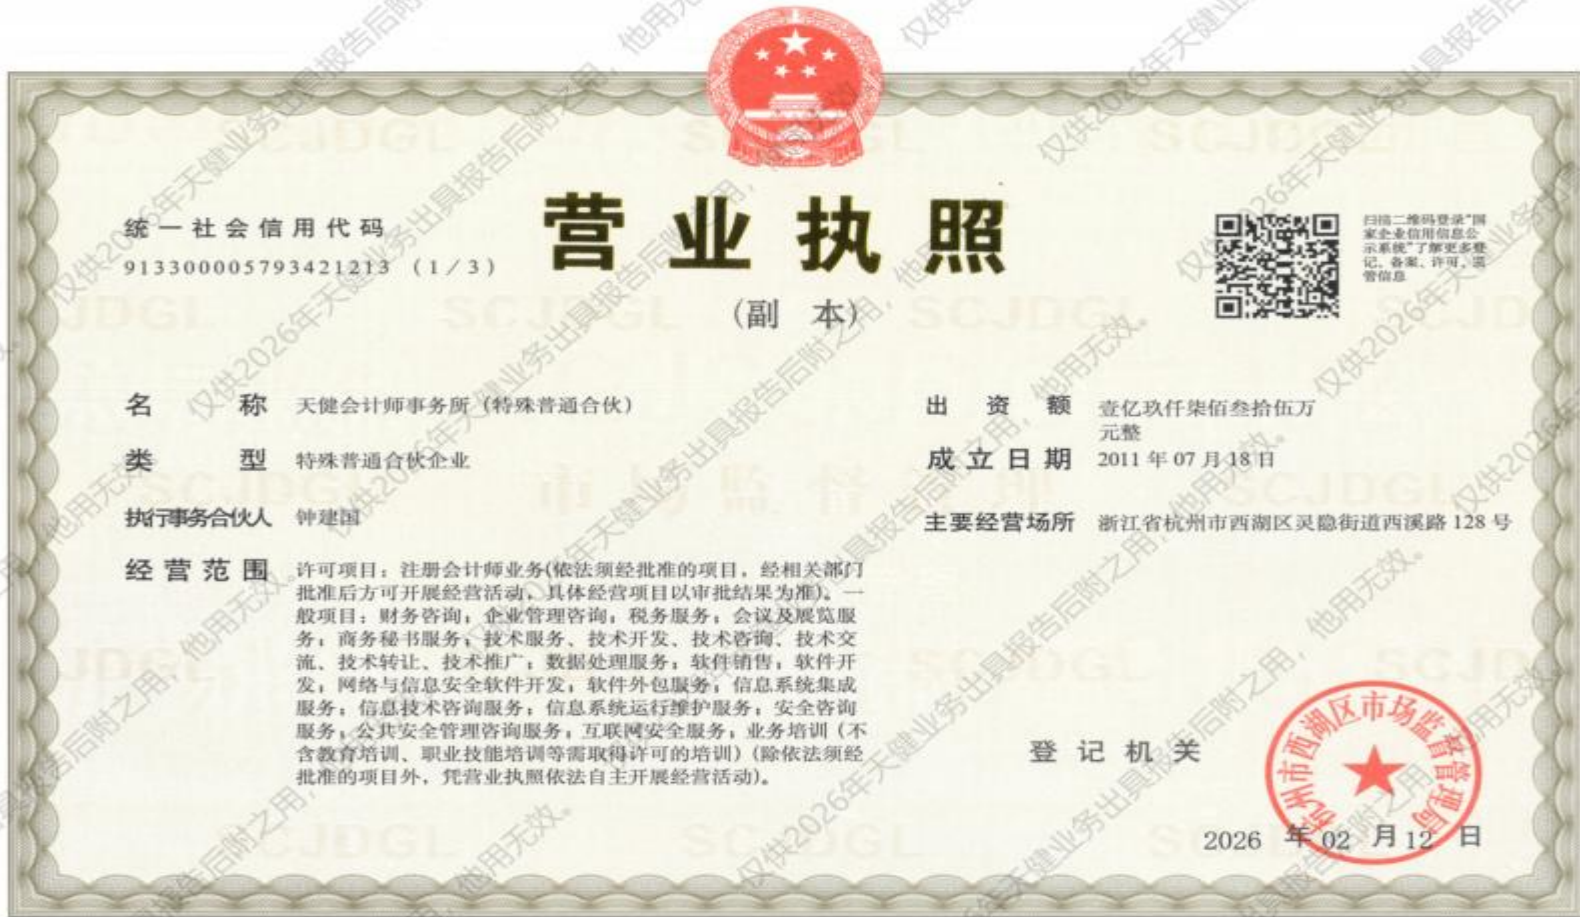 营业执照
(副 本)
统一社会信用代码
913300005793421213 (1/3)
扫描二维码登录“国
家企业信用信息公
示系统”了解更多登
记、备案、许可、监
管信息
名 称 天健会计师事务所 (特殊普通合伙)
类 型 特殊普通合伙企业
执行事务合伙人 钟建国
经营范围 许可项目：注册会计师业务(依法须经批准的项目，经相关部门
批准后方可开展经营活动，具体经营项目以审批结果为准)。一
般项目：财务咨询；企业管理咨询；税务服务；会议及展览服
务；商务秘书服务；技术服务、技术开发、技术咨询、技术交
流、技术转让、技术推广；数据处理服务；软件销售；软件开
发；网络与信息安全软件开发；软件外包服务；信息系统集成
服务；信息技术咨询服务；信息系统运行维护服务；安全咨询
服务；公共安全管理咨询服务；互联网安全服务；业务培训 (不
含教育培训、职业技能培训等需取得许可的培训) (除依法须经
批准的项目外，凭营业执照依法自主开展经营活动)。
出 资 额 壹亿玖仟柒佰叁拾伍万
元整
成立日期 2011 年 07 月 18 日
主要经营场所 浙江省杭州市西湖区灵隐街道西溪路 128 号
登记机关
杭州市西湖区市场监督管理局
2026 年 02 月 12 日
仅供2026年天健业务出具报告后附之用，他用无效。
SCJDGL